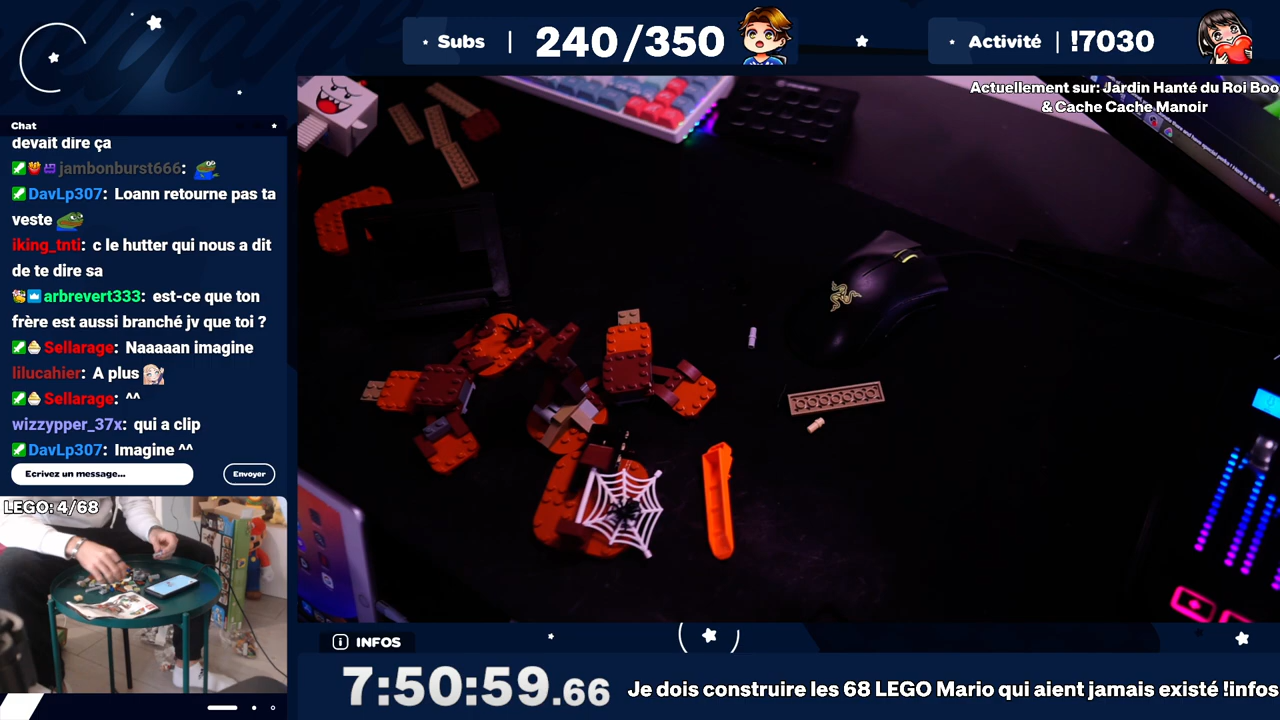 Subs | 240/350
Activité | !7030
Actuellement sur: Jardin Hanté du Roi Boo
& Cache Cache Manoir
Chat
devait dire ça
jambonburst666:
DavLp307: Loann retourne pas ta
veste
iking_tnti: c le hutter qui nous a dit
de te dire sa
arbrevert333: est-ce que ton
frère est aussi branché jv que toi ?
Sellarage: Naaaaan imagine
lilucahier: A plus
Sellarage: ^^
wizzypper_37x: qui a clip
DavLp307: Imagine ^^
Ecrivez un message...
Envoyer
LEGO: 4/68
INFOS
7:50:59.66
Je dois construire les 68 LEGO Mario qui aient jamais existé !infos